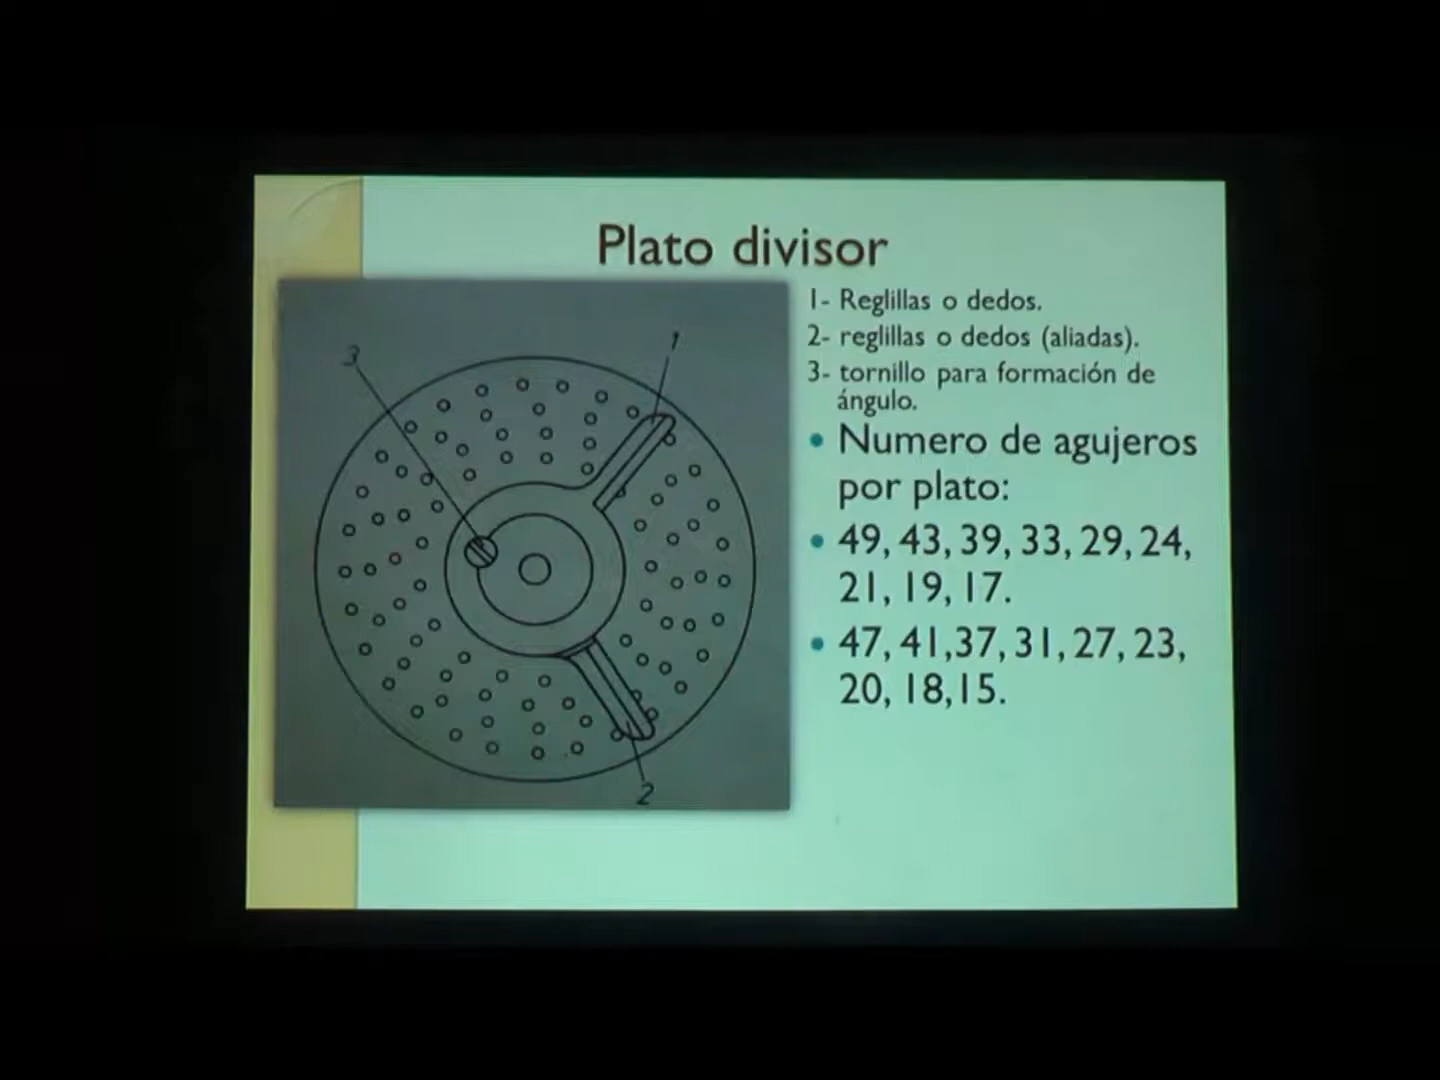 Plato divisor
1- Reglillas o dedos.
2- reglillas o dedos (aliadas).
3- tornillo para formación de
ángulo.
• Numero de agujeros
por plato:
• 49, 43, 39, 33, 29, 24,
21, 19, 17.
• 47, 41,37, 31, 27, 23,
20, 18,15.
3
1
2